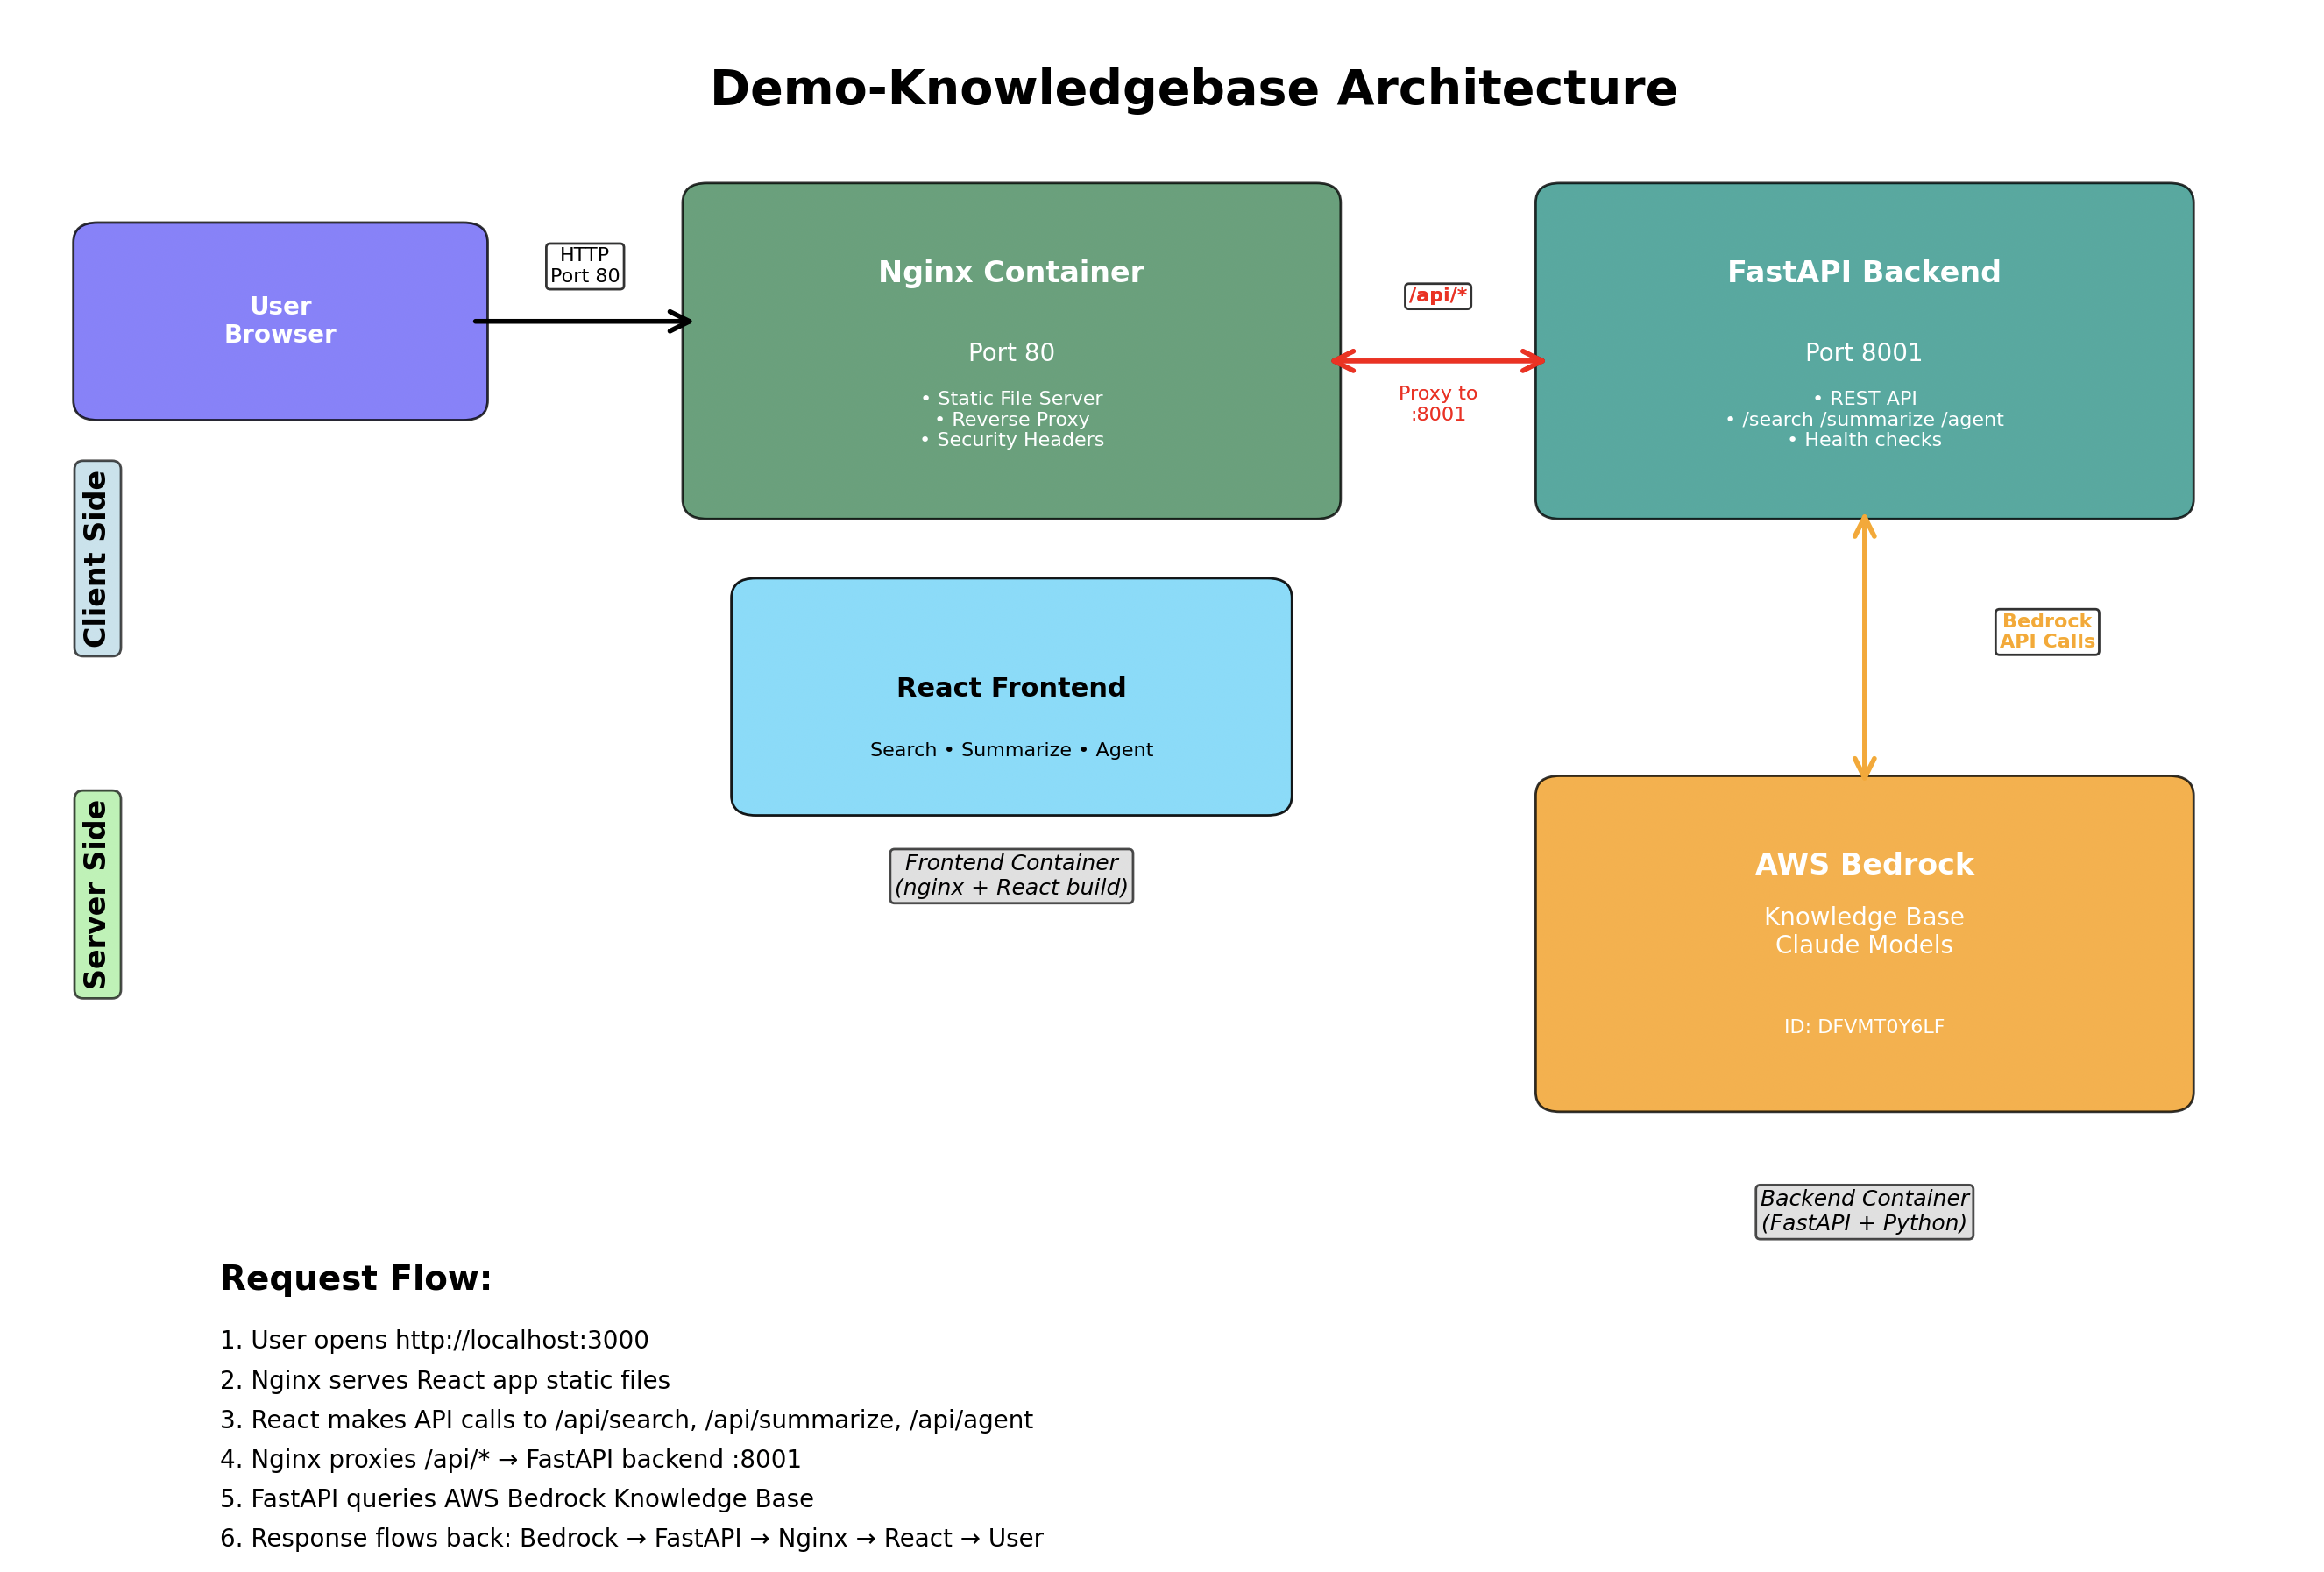 Demo-Knowledgebase Architecture
User
Browser
HTTP
Port 80
Nginx Container
Port 80
• Static File Server
• Reverse Proxy
• Security Headers
/api/*
Proxy to
:8001
FastAPI Backend
Port 8001
• REST API
• /search /summarize /agent
• Health checks
Client Side
React Frontend
Search • Summarize • Agent
Bedrock
API Calls
Server Side
Frontend Container
(nginx + React build)
AWS Bedrock
Knowledge Base
Claude Models
ID: DFVMT0Y6LF
Backend Container
(FastAPI + Python)
Request Flow:
1. User opens http://localhost:3000
2. Nginx serves React app static files
3. React makes API calls to /api/search, /api/summarize, /api/agent
4. Nginx proxies /api/* → FastAPI backend :8001
5. FastAPI queries AWS Bedrock Knowledge Base
6. Response flows back: Bedrock → FastAPI → Nginx → React → User